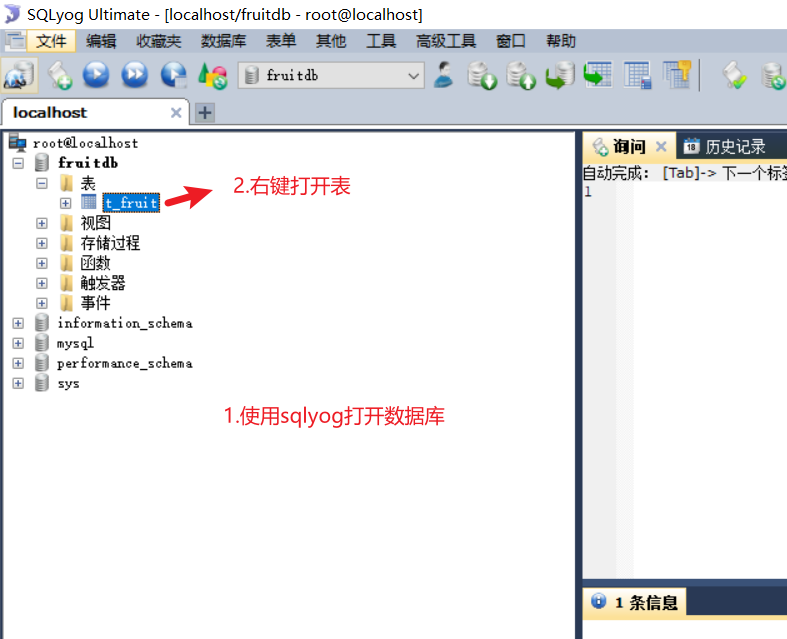 SQLyog Ultimate - [localhost/fruitdb - root@localhost]
文件 编辑 收藏夹 数据库 表单 其他 工具 高级工具 窗口 帮助
fruitdb
localhost
root@localhost
fruitdb
表
t_fruit
2.右键打开表
视图
存储过程
函数
触发器
事件
information_schema
mysql
performance_schema
sys
1.使用sqlyog打开数据库
询问 18 历史记录
自动完成: [Tab]-> 下一个标签
1
1 条信息